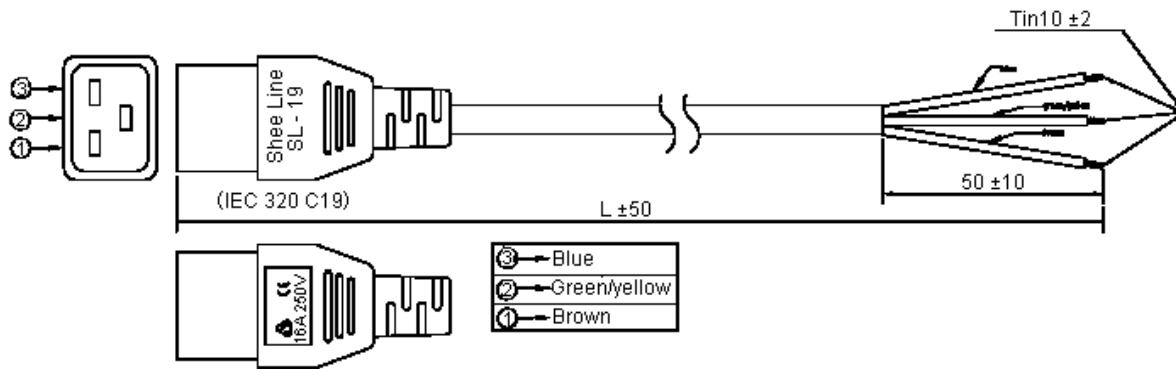 Tin10 ±2
③
②
①
Shee Line
SL - 19
(IEC 320 C19)
50 ±10
L ±50
CE
16A 250V
③ Blue
② Green/yellow
① Brown